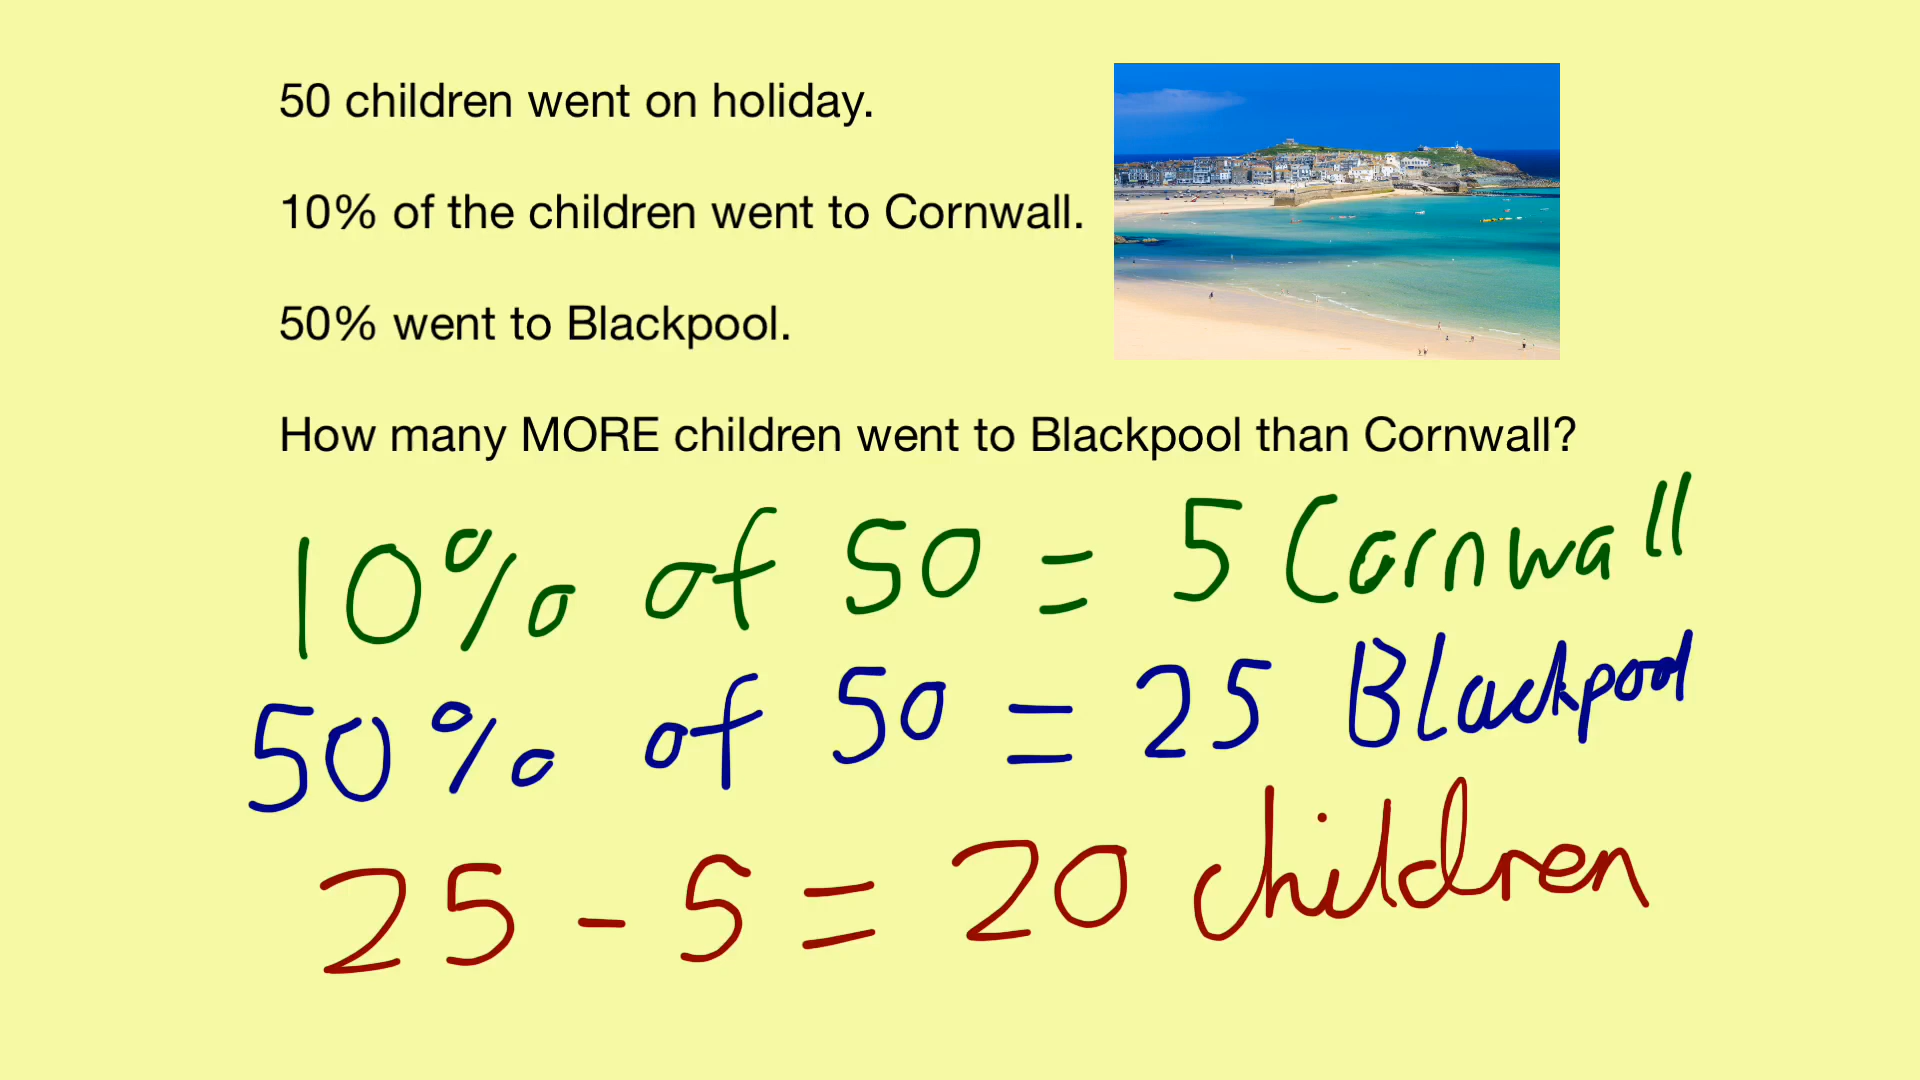 50 children went on holiday.
10% of the children went to Cornwall.
50% went to Blackpool.
How many MORE children went to Blackpool than Cornwall?
10% of 50 = 5 Cornwall
50% of 50 = 25 Blackpool
25 - 5 = 20 children